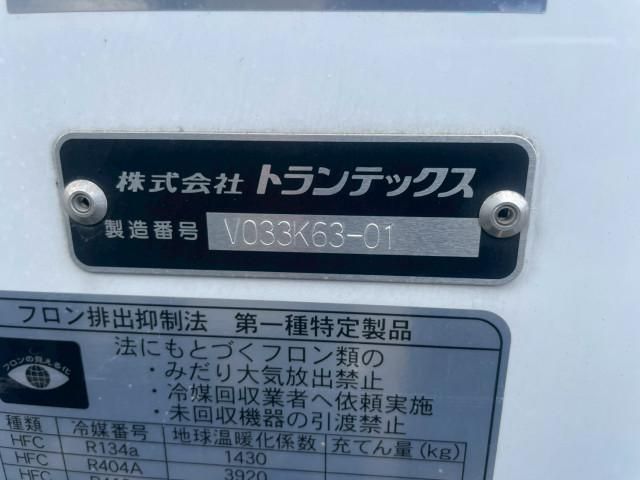 株式会社 トランテックス
製造番号 V033K63-01
フロン排出抑制法 第一種特定製品
フロンの見える化
法にもとづくフロン類の
・みだり大気放出禁止
・冷媒回収業者へ依頼実施
・未回収機器の引渡禁止
種類 冷媒番号 地球温暖化係数 充てん量(kg)
HFC R134a 1430
HFC R404A 3920